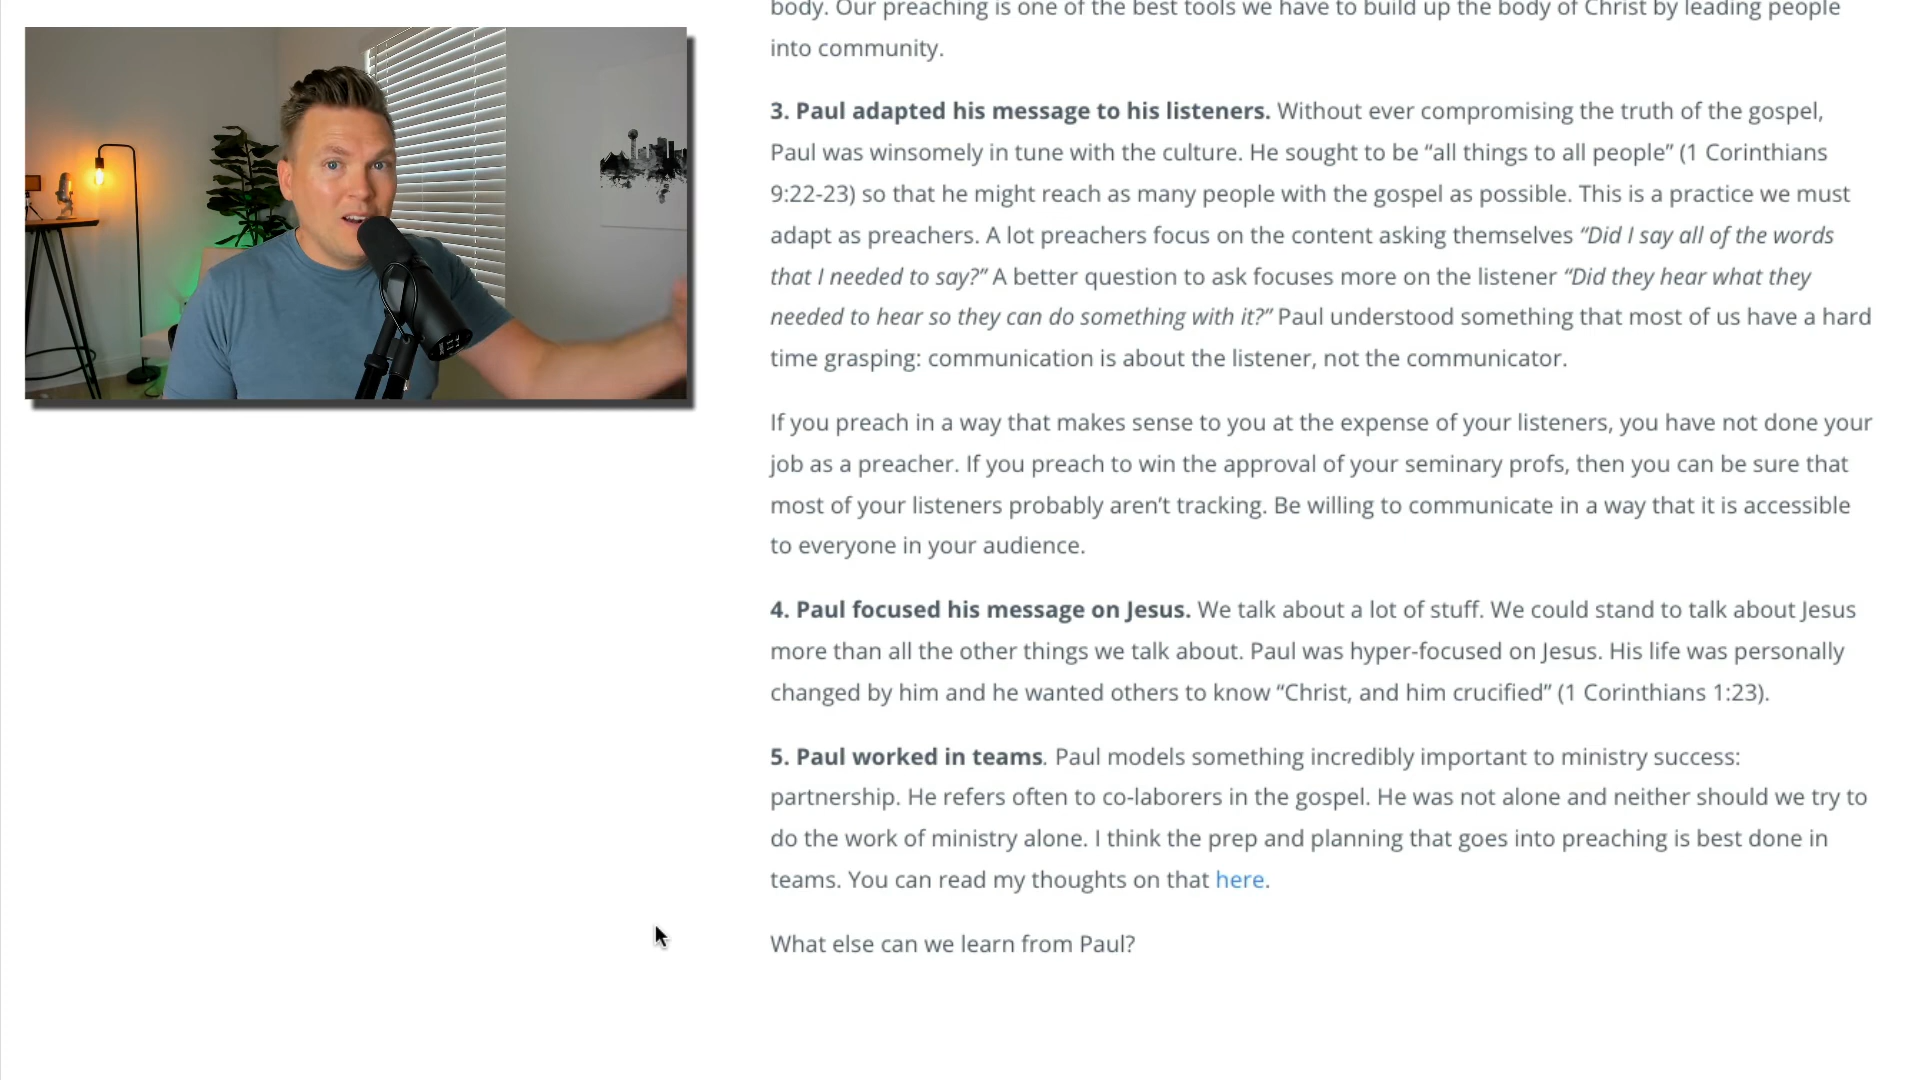 body. Our preaching is one of the best tools we have to build up the body of Christ by leading people
into community.
3. Paul adapted his message to his listeners. Without ever compromising the truth of the gospel,
Paul was winsomely in tune with the culture. He sought to be “all things to all people” (1 Corinthians
9:22-23) so that he might reach as many people with the gospel as possible. This is a practice we must
adapt as preachers. A lot preachers focus on the content asking themselves “Did I say all of the words
that I needed to say?” A better question to ask focuses more on the listener “Did they hear what they
needed to hear so they can do something with it?” Paul understood something that most of us have a hard
time grasping: communication is about the listener, not the communicator.
If you preach in a way that makes sense to you at the expense of your listeners, you have not done your
job as a preacher. If you preach to win the approval of your seminary profs, then you can be sure that
most of your listeners probably aren’t tracking. Be willing to communicate in a way that it is accessible
to everyone in your audience.
4. Paul focused his message on Jesus. We talk about a lot of stuff. We could stand to talk about Jesus
more than all the other things we talk about. Paul was hyper-focused on Jesus. His life was personally
changed by him and he wanted others to know “Christ, and him crucified” (1 Corinthians 1:23).
5. Paul worked in teams. Paul models something incredibly important to ministry success:
partnership. He refers often to co-laborers in the gospel. He was not alone and neither should we try to
do the work of ministry alone. I think the prep and planning that goes into preaching is best done in
teams. You can read my thoughts on that here.
What else can we learn from Paul?